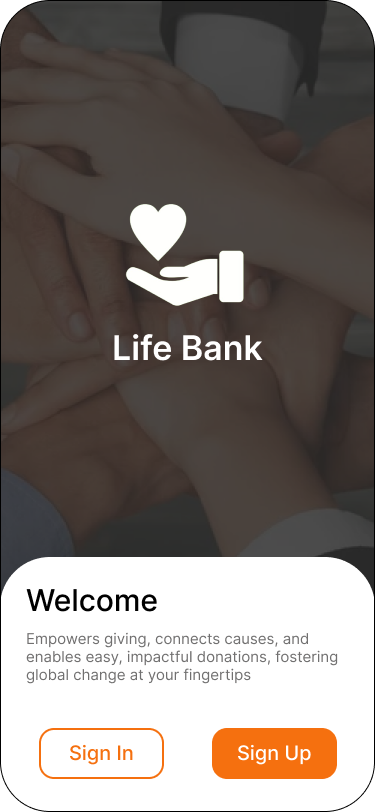 Life Bank
Welcome
Empowers giving, connects causes, and
enables easy, impactful donations, fostering
global change at your fingertips
Sign In
Sign Up